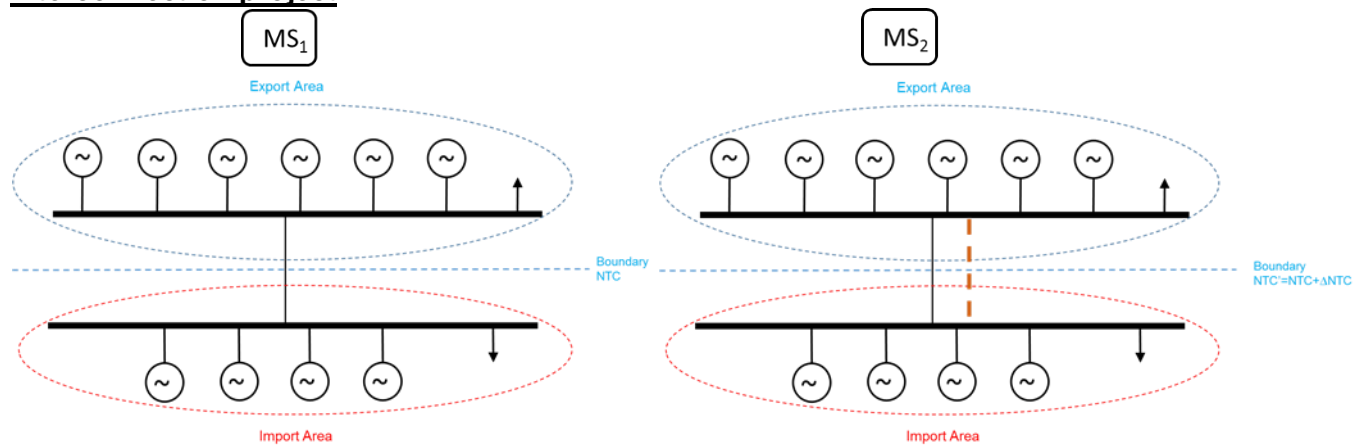 MS₁
MS₂
Export Area
Export Area
~ ~ ~ ~ ~ ~
~ ~ ~ ~ ~ ~
Boundary
NTC
Boundary
NTC'=NTC+ΔNTC
~ ~ ~ ~
~ ~ ~ ~
Import Area
Import Area